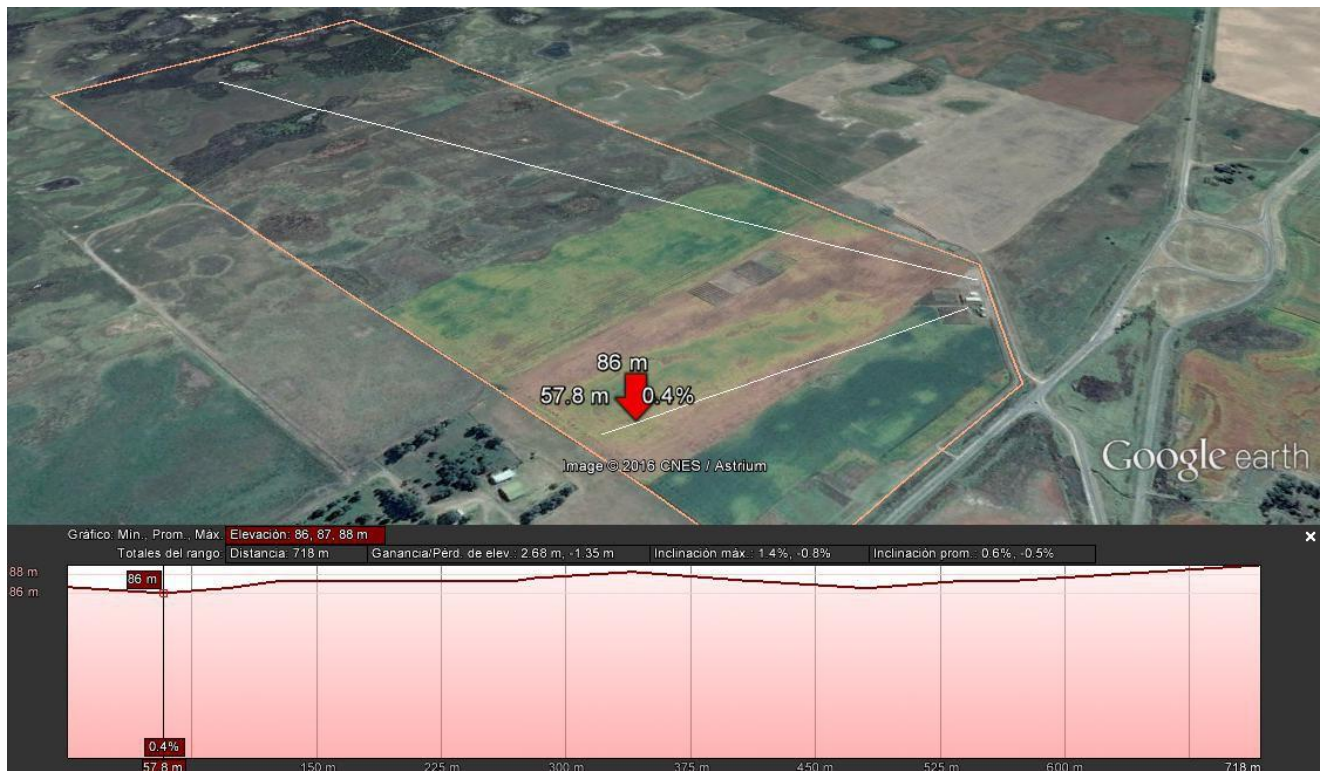 86 m
57.8 m 0.4%
Image © 2016 CNES / Astrium
Google earth
Gráfico: Mín., Prom., Máx. Elevación: 86, 87, 88 m
Totales del rango: Distancia: 718 m Ganancia/Pérd. de elev.: 2.68 m, -1.35 m Inclinación máx.: 1.4%, -0.8% Inclinación prom.: 0.6%, -0.5%
88 m
86 m
86 m
0.4%
57.8 m 150 m 225 m 300 m 375 m 450 m 525 m 600 m 718 m